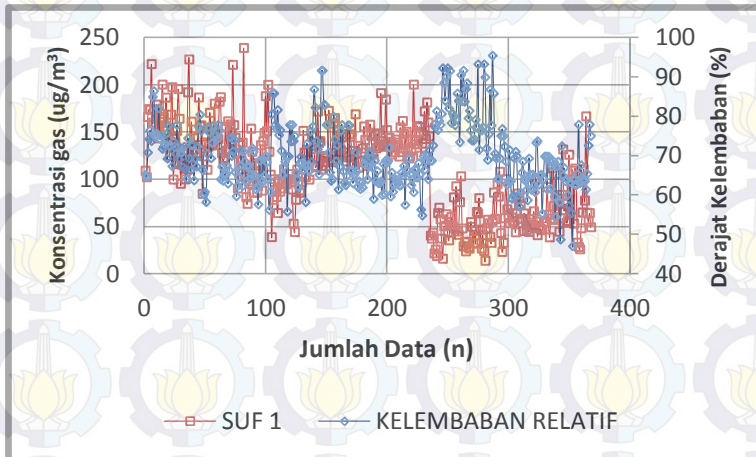 Konsentrasi gas (ug/m³)
250
200
150
100
50
0
100
90
80
70
60
50
40
Derajat Kelembaban (%)
0 100 200 300 400
Jumlah Data (n)
SUF 1 KELEMBABAN RELATIF